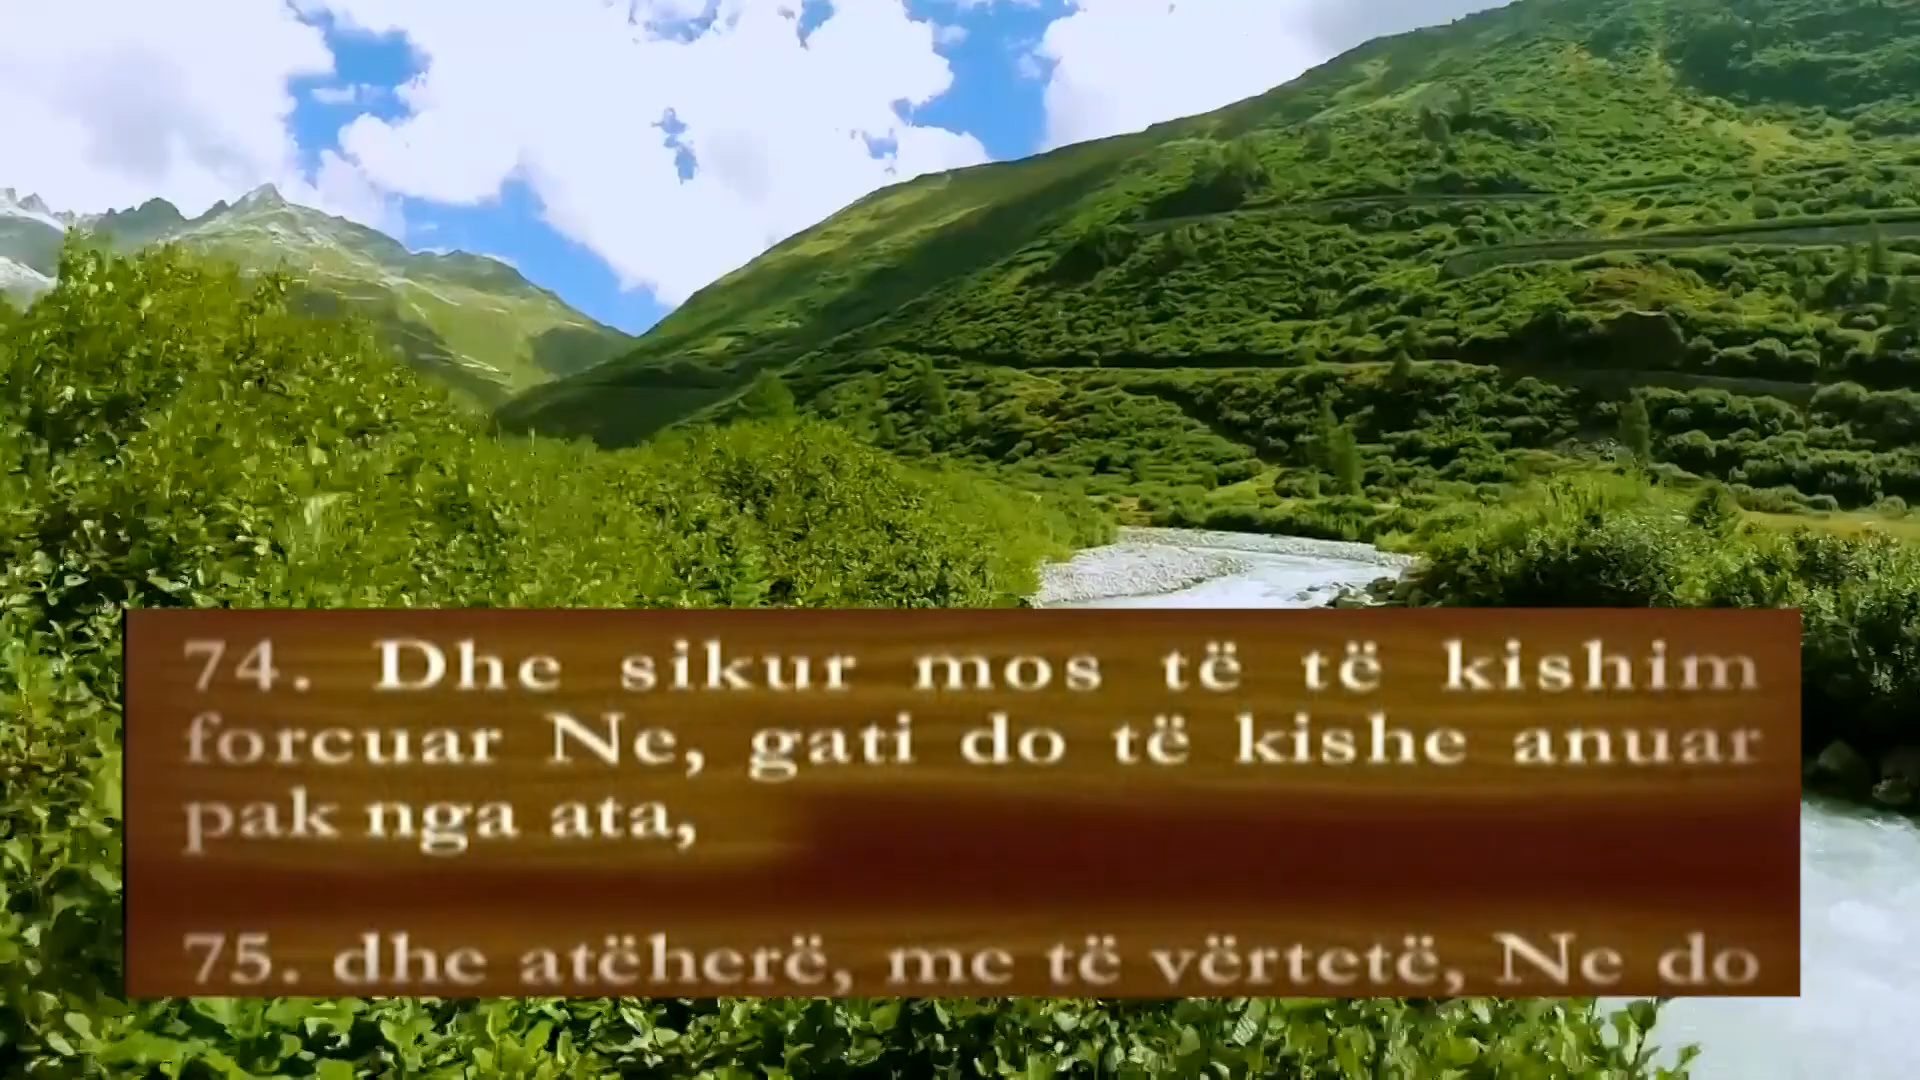 74. Dhe sikur mos të të kishim
forcuar Ne, gati do të kishe anuar
pak nga ata,
75. dhe atëherë, me të vërtetë, Ne do